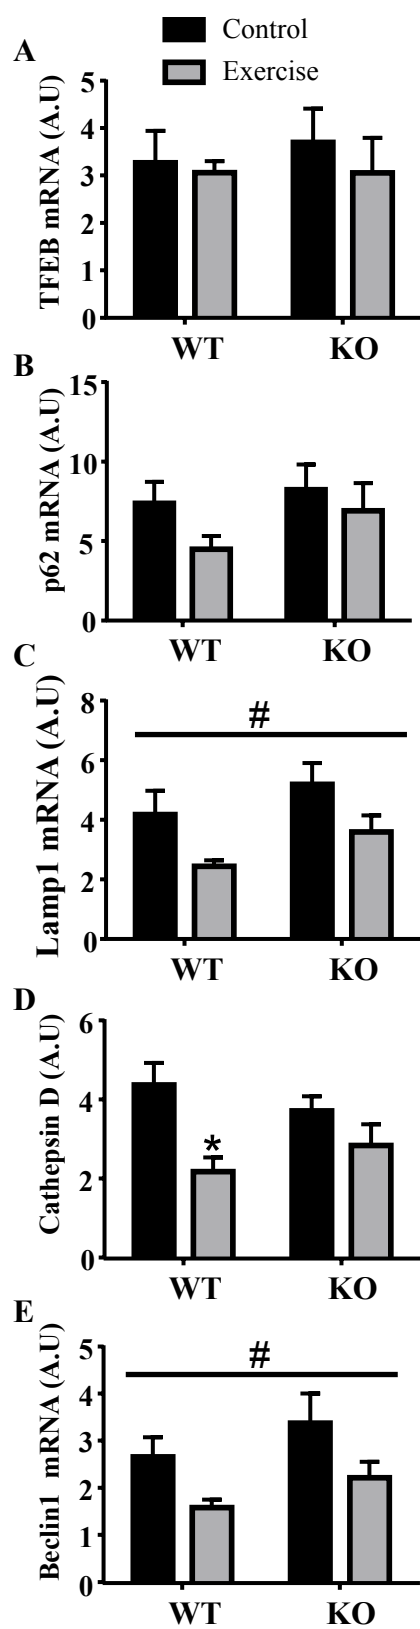 Control
Exercise
A
TFEB mRNA (A.U)
5
4
3
2
1
0
WT KO
B
p62 mRNA (A.U)
15
10
5
0
WT KO
C
Lamp1 mRNA (A.U)
8
6
4
2
0
#
WT KO
D
Cathepsin D (A.U)
6
4
2
0
*
WT KO
E
Beclin1 mRNA (A.U)
5
4
3
2
1
0
#
WT KO